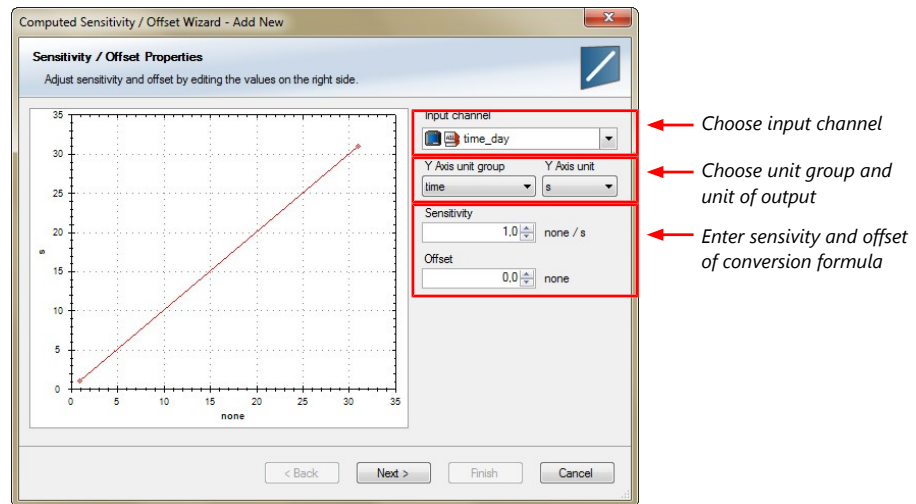 Computed Sensitivity / Offset Wizard - Add New
Sensitivity / Offset Properties
Adjust sensitivity and offset by editing the values on the right side.
35
30
25
20
15
10
5
0
s
0 5 10 15 20 25 30 35
none
Input channel
time_day
Y Axis unit group Y Axis unit
time s
Sensitivity
1,0 none / s
Offset
0,0 none
Choose input channel
Choose unit group and
unit of output
Enter sensivity and offset
of conversion formula
< Back Next > Finish Cancel